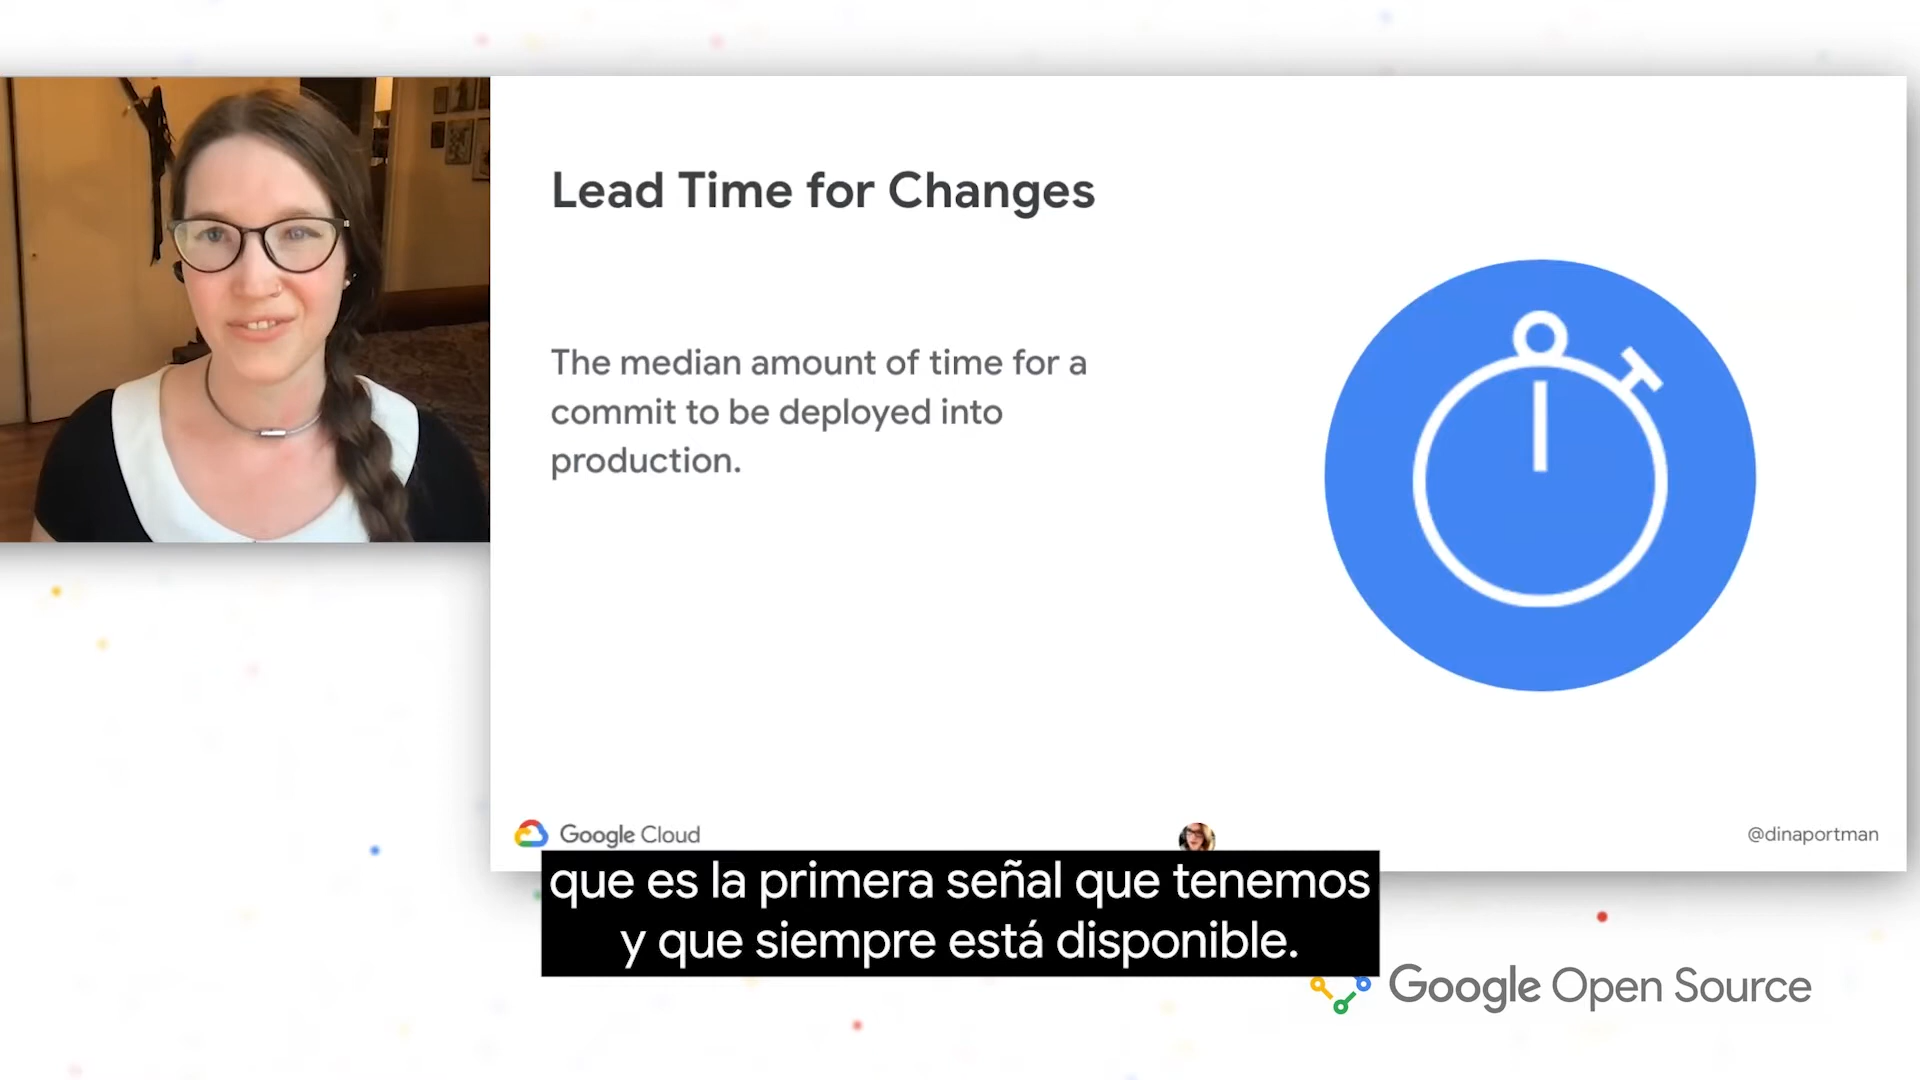 Lead Time for Changes
The median amount of time for a
commit to be deployed into
production.
Google Cloud
@dinaportman
que es la primera señal que tenemos
y que siempre está disponible.
Google Open Source